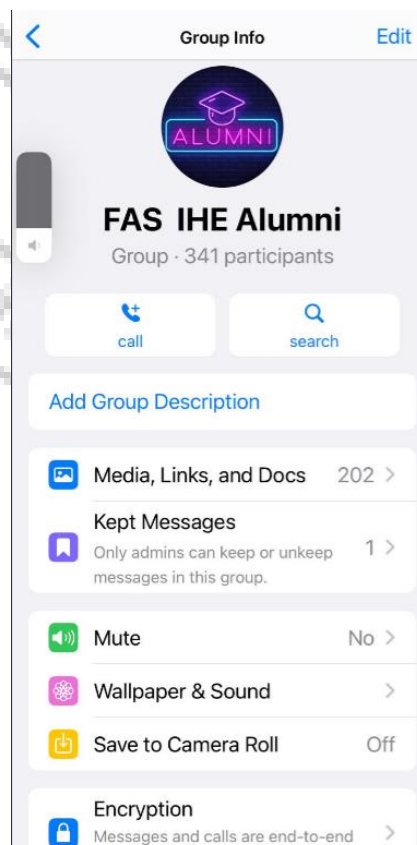 Group Info
Edit
ALUMNI
FAS IHE Alumni
Group · 341 participants
call
search
Add Group Description
Media, Links, and Docs 202
Kept Messages
Only admins can keep or unkeep 1
messages in this group.
Mute No
Wallpaper & Sound
Save to Camera Roll Off
Encryption
Messages and calls are end-to-end